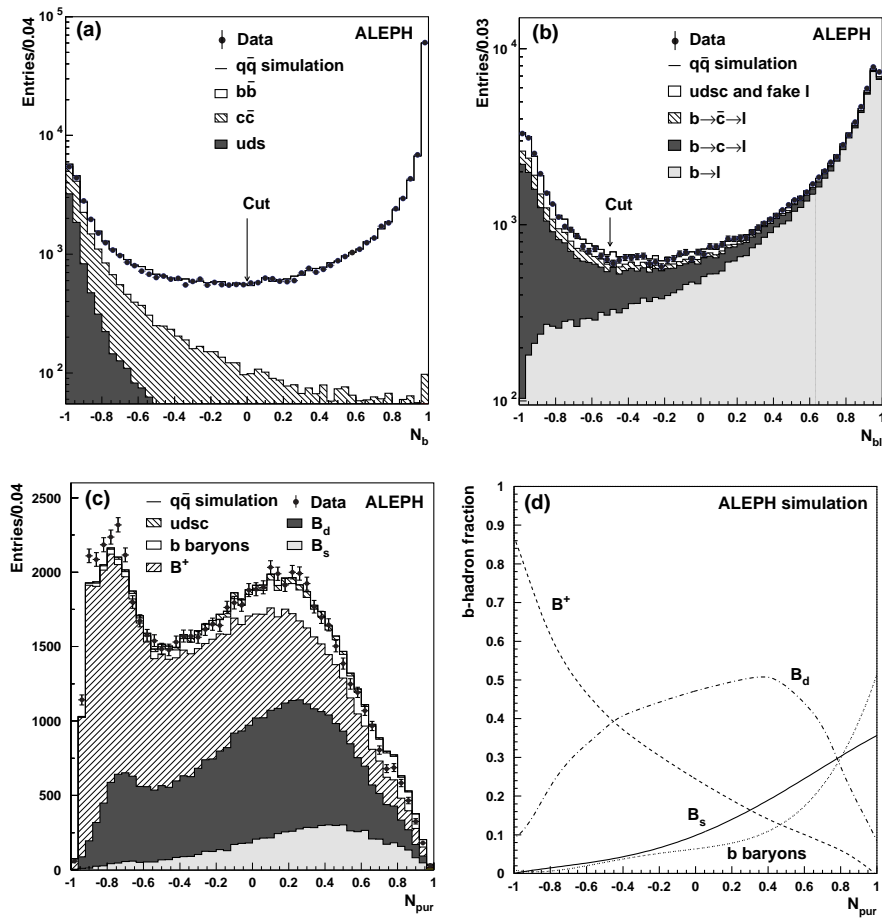 (a)
ALEPH
Data
qq̄ simulation
bb̄
cc̄
uds
Cut
Entries/0.04
10^5
10^4
10^3
10^2
-1 -0.8 -0.6 -0.4 -0.2 0 0.2 0.4 0.6 0.8 1
N_b
(b)
ALEPH
Data
qq̄ simulation
udsc and fake l
b→c̄→l
b→c→l
b→l
Cut
Entries/0.03
10^4
10^3
10^2
-1 -0.8 -0.6 -0.4 -0.2 0 0.2 0.4 0.6 0.8 1
N_bl
(c)
qq̄ simulation
udsc
b baryons
B^+
Data
B_d
B_s
ALEPH
Entries/0.04
2500
2000
1500
1000
500
0
-1 -0.8 -0.6 -0.4 -0.2 0 0.2 0.4 0.6 0.8 1
N_pur
(d)
ALEPH simulation
b-hadron fraction
1
0.9
0.8
0.7
0.6
0.5
0.4
0.3
0.2
0.1
0
B^+
B_d
B_s
b baryons
-1 -0.8 -0.6 -0.4 -0.2 0 0.2 0.4 0.6 0.8 1
N_pur